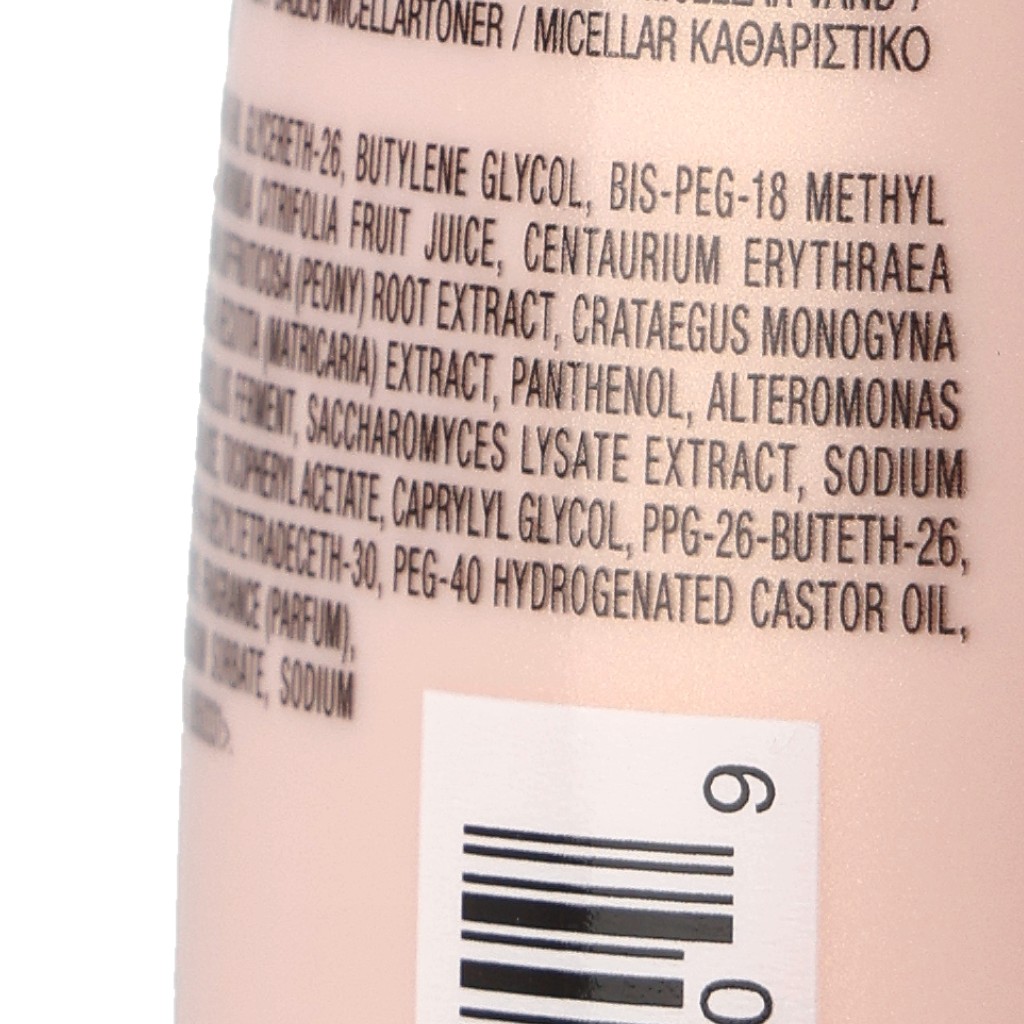 MICELLARTONER / MICELLAR ΚΑΘΑΡΙΣΤΙΚΟ
GLYCERETH-26, BUTYLENE GLYCOL, BIS-PEG-18 METHYL
CITRIFOLIA FRUIT JUICE, CENTAURIUM ERYTHRAEA
(PEONY) ROOT EXTRACT, CRATAEGUS MONOGYNA
(MATRICARIA) EXTRACT, PANTHENOL, ALTEROMONAS
FERMENT, SACCHAROMYCES LYSATE EXTRACT, SODIUM
TOCOPHERYL ACETATE, CAPRYLYL GLYCOL, PPG-26-BUTETH-26,
PEG-40 HYDROGENATED CASTOR OIL,
FRAGRANCE (PARFUM),
SORBATE, SODIUM
9
0